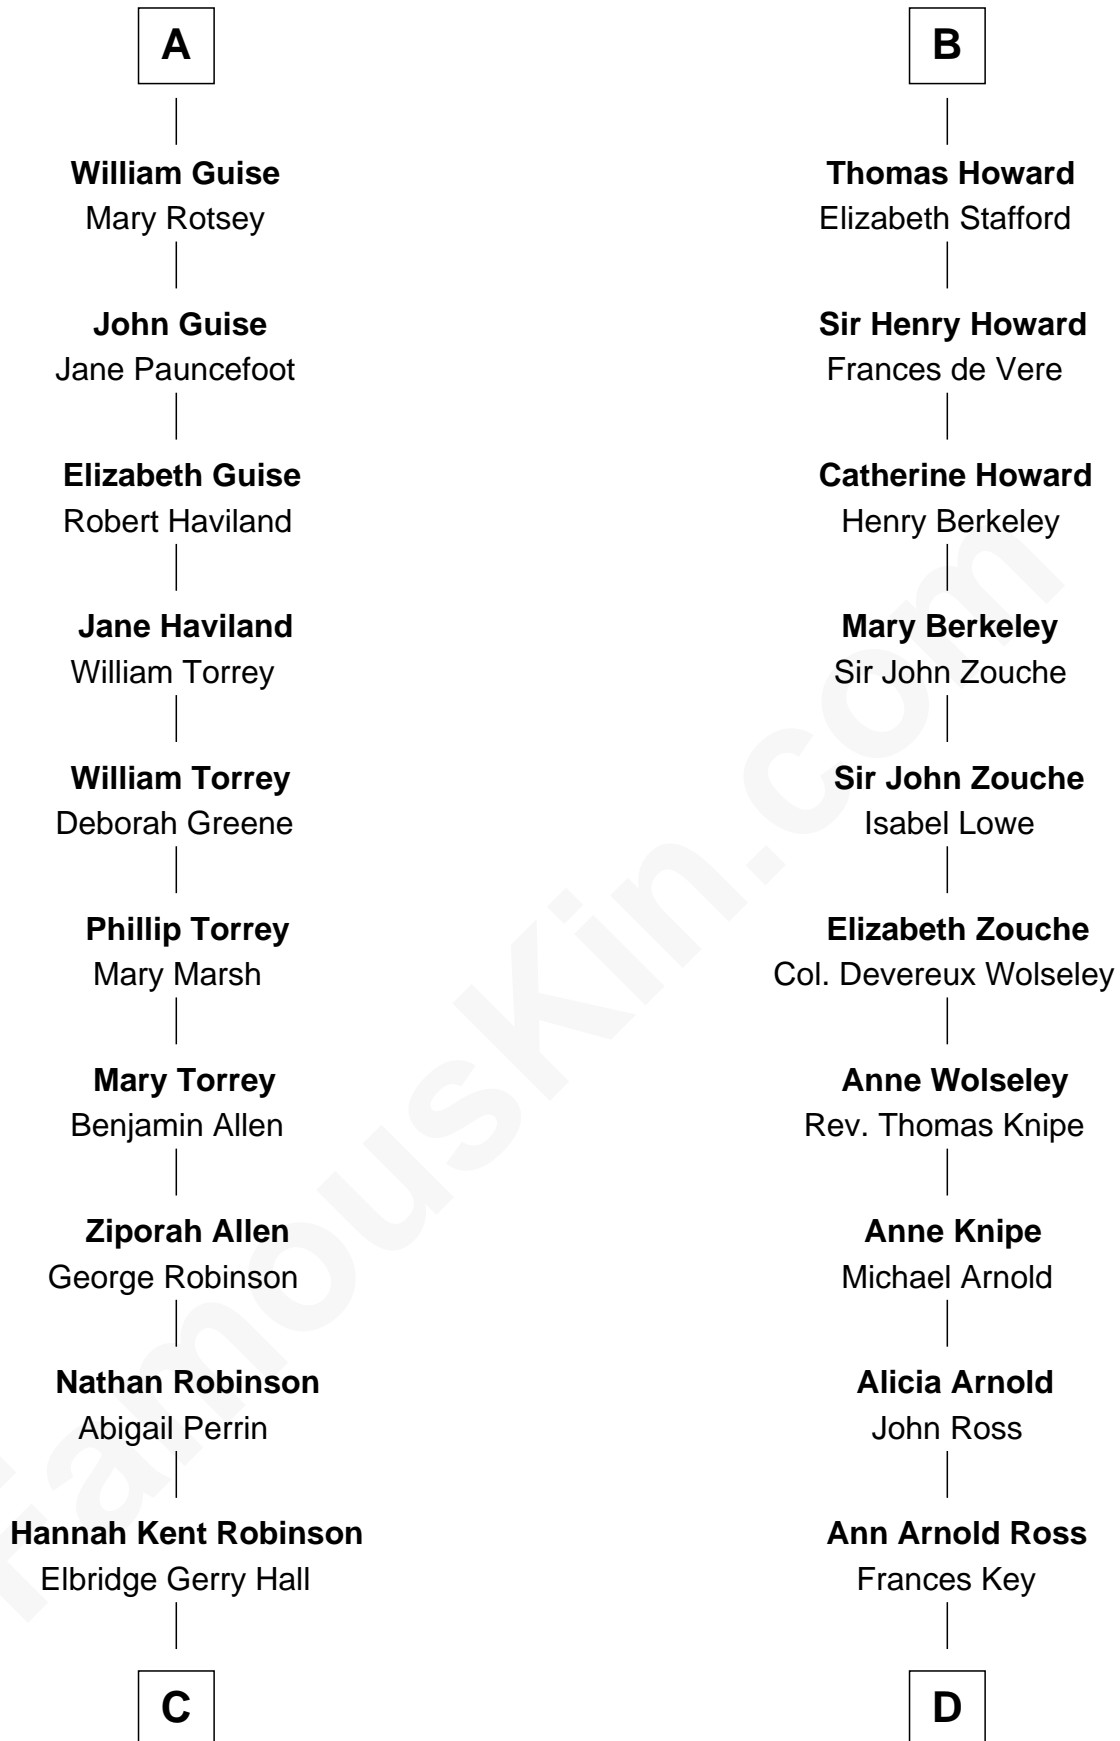 A
William Guise
Mary Rotsey
John Guise
Jane Pauncefoot
Elizabeth Guise
Robert Haviland
Jane Haviland
William Torrey
William Torrey
Deborah Greene
Phillip Torrey
Mary Marsh
Mary Torrey
Benjamin Allen
Ziporah Allen
George Robinson
Nathan Robinson
Abigail Perrin
Hannah Kent Robinson
Elbridge Gerry Hall
C
B
Thomas Howard
Elizabeth Stafford
Sir Henry Howard
Frances de Vere
Catherine Howard
Henry Berkeley
Mary Berkeley
Sir John Zouche
Sir John Zouche
Isabel Lowe
Elizabeth Zouche
Col. Devereux Wolseley
Anne Wolseley
Rev. Thomas Knipe
Anne Knipe
Michael Arnold
Alicia Arnold
John Ross
Ann Arnold Ross
Frances Key
D
FamousKin.com